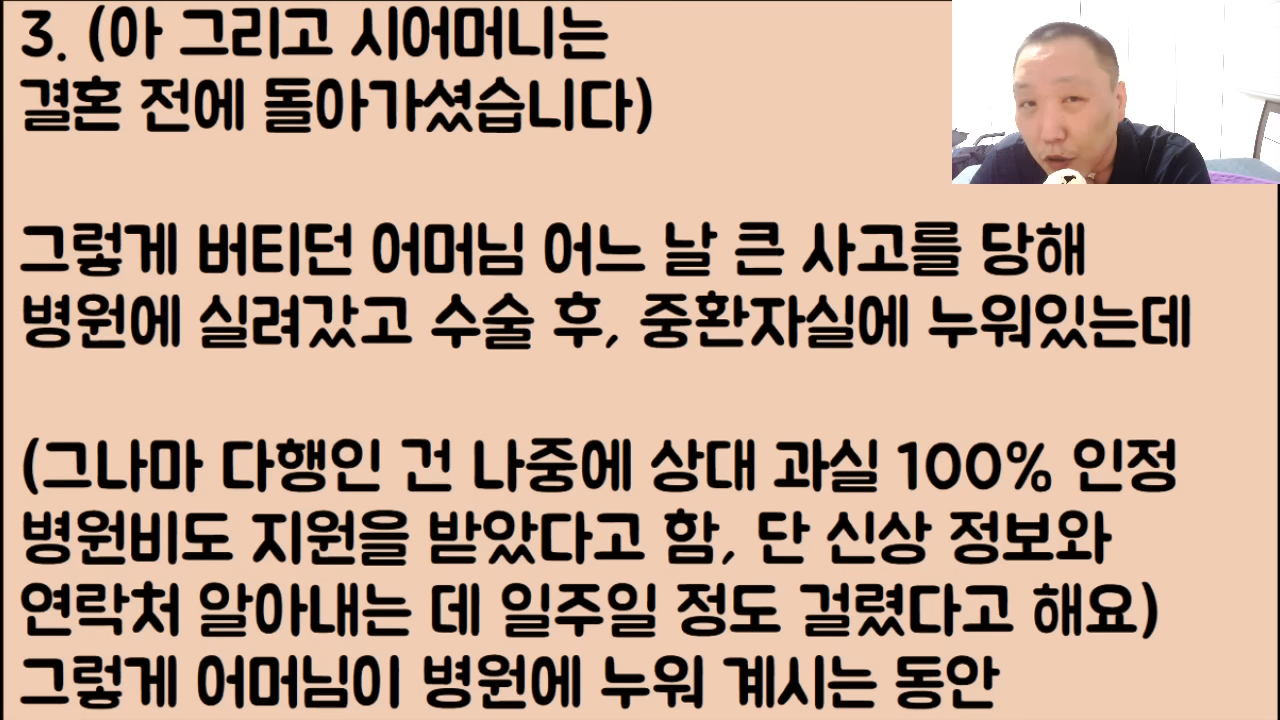 3. (아 그리고 시어머니는
결혼 전에 돌아가셨습니다)
그렇게 버티던 어머님 어느 날 큰 사고를 당해
병원에 실려갔고 수술 후, 중환자실에 누워있는데
(그나마 다행인 건 나중에 상대 과실 100% 인정
병원비도 지원을 받았다고 함, 단 신상 정보와
연락처 알아내는 데 일주일 정도 걸렸다고 해요)
그렇게 어머님이 병원에 누워 계시는 동안